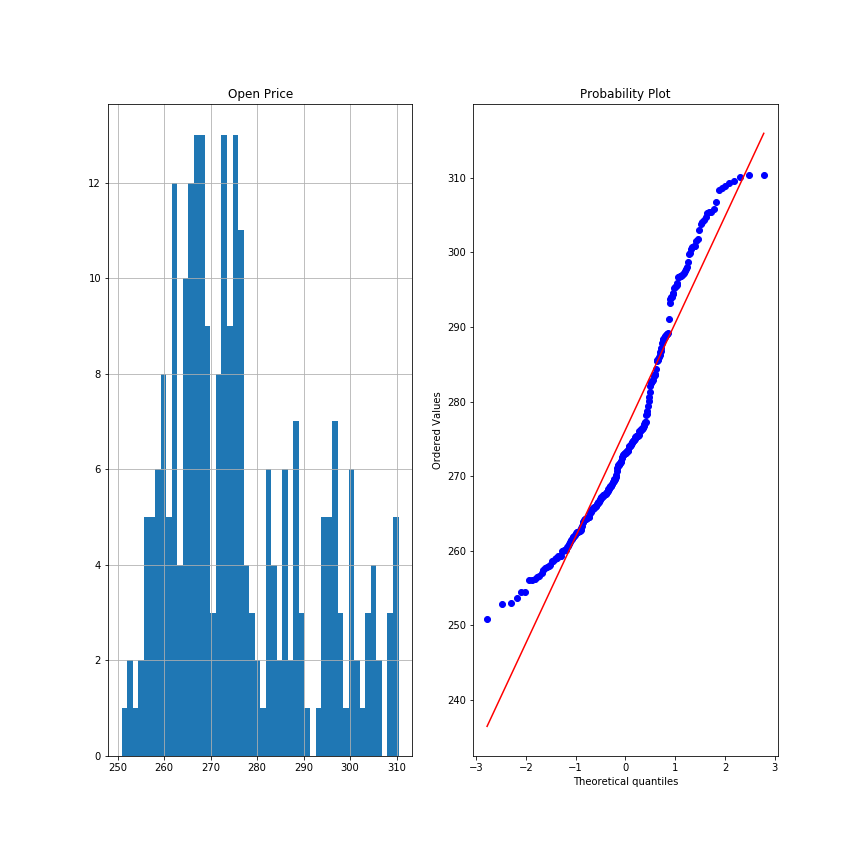 Open Price
12
10
8
6
4
2
0
250 260 270 280 290 300 310
Probability Plot
Ordered Values
310
300
290
280
270
260
250
240
−3 −2 −1 0 1 2 3
Theoretical quantiles